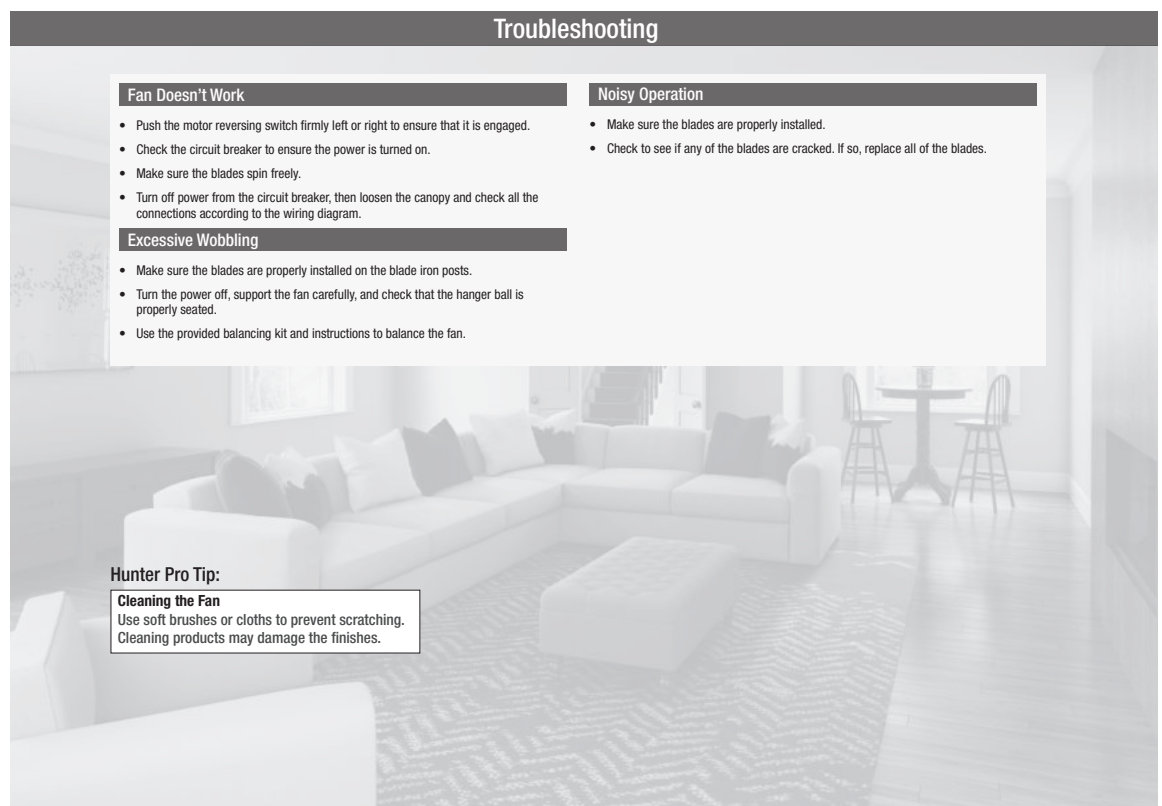 Troubleshooting
Fan Doesn't Work
• Push the motor reversing switch firmly left or right to ensure that it is engaged.
• Check the circuit breaker to ensure the power is turned on.
• Make sure the blades spin freely.
• Turn off power from the circuit breaker, then loosen the canopy and check all the
connections according to the wiring diagram.
Excessive Wobbling
• Make sure the blades are properly installed on the blade iron posts.
• Turn the power off, support the fan carefully, and check that the hanger ball is
properly seated.
• Use the provided balancing kit and instructions to balance the fan.
Noisy Operation
• Make sure the blades are properly installed.
• Check to see if any of the blades are cracked. If so, replace all of the blades.
Hunter Pro Tip:
Cleaning the Fan
Use soft brushes or cloths to prevent scratching.
Cleaning products may damage the finishes.